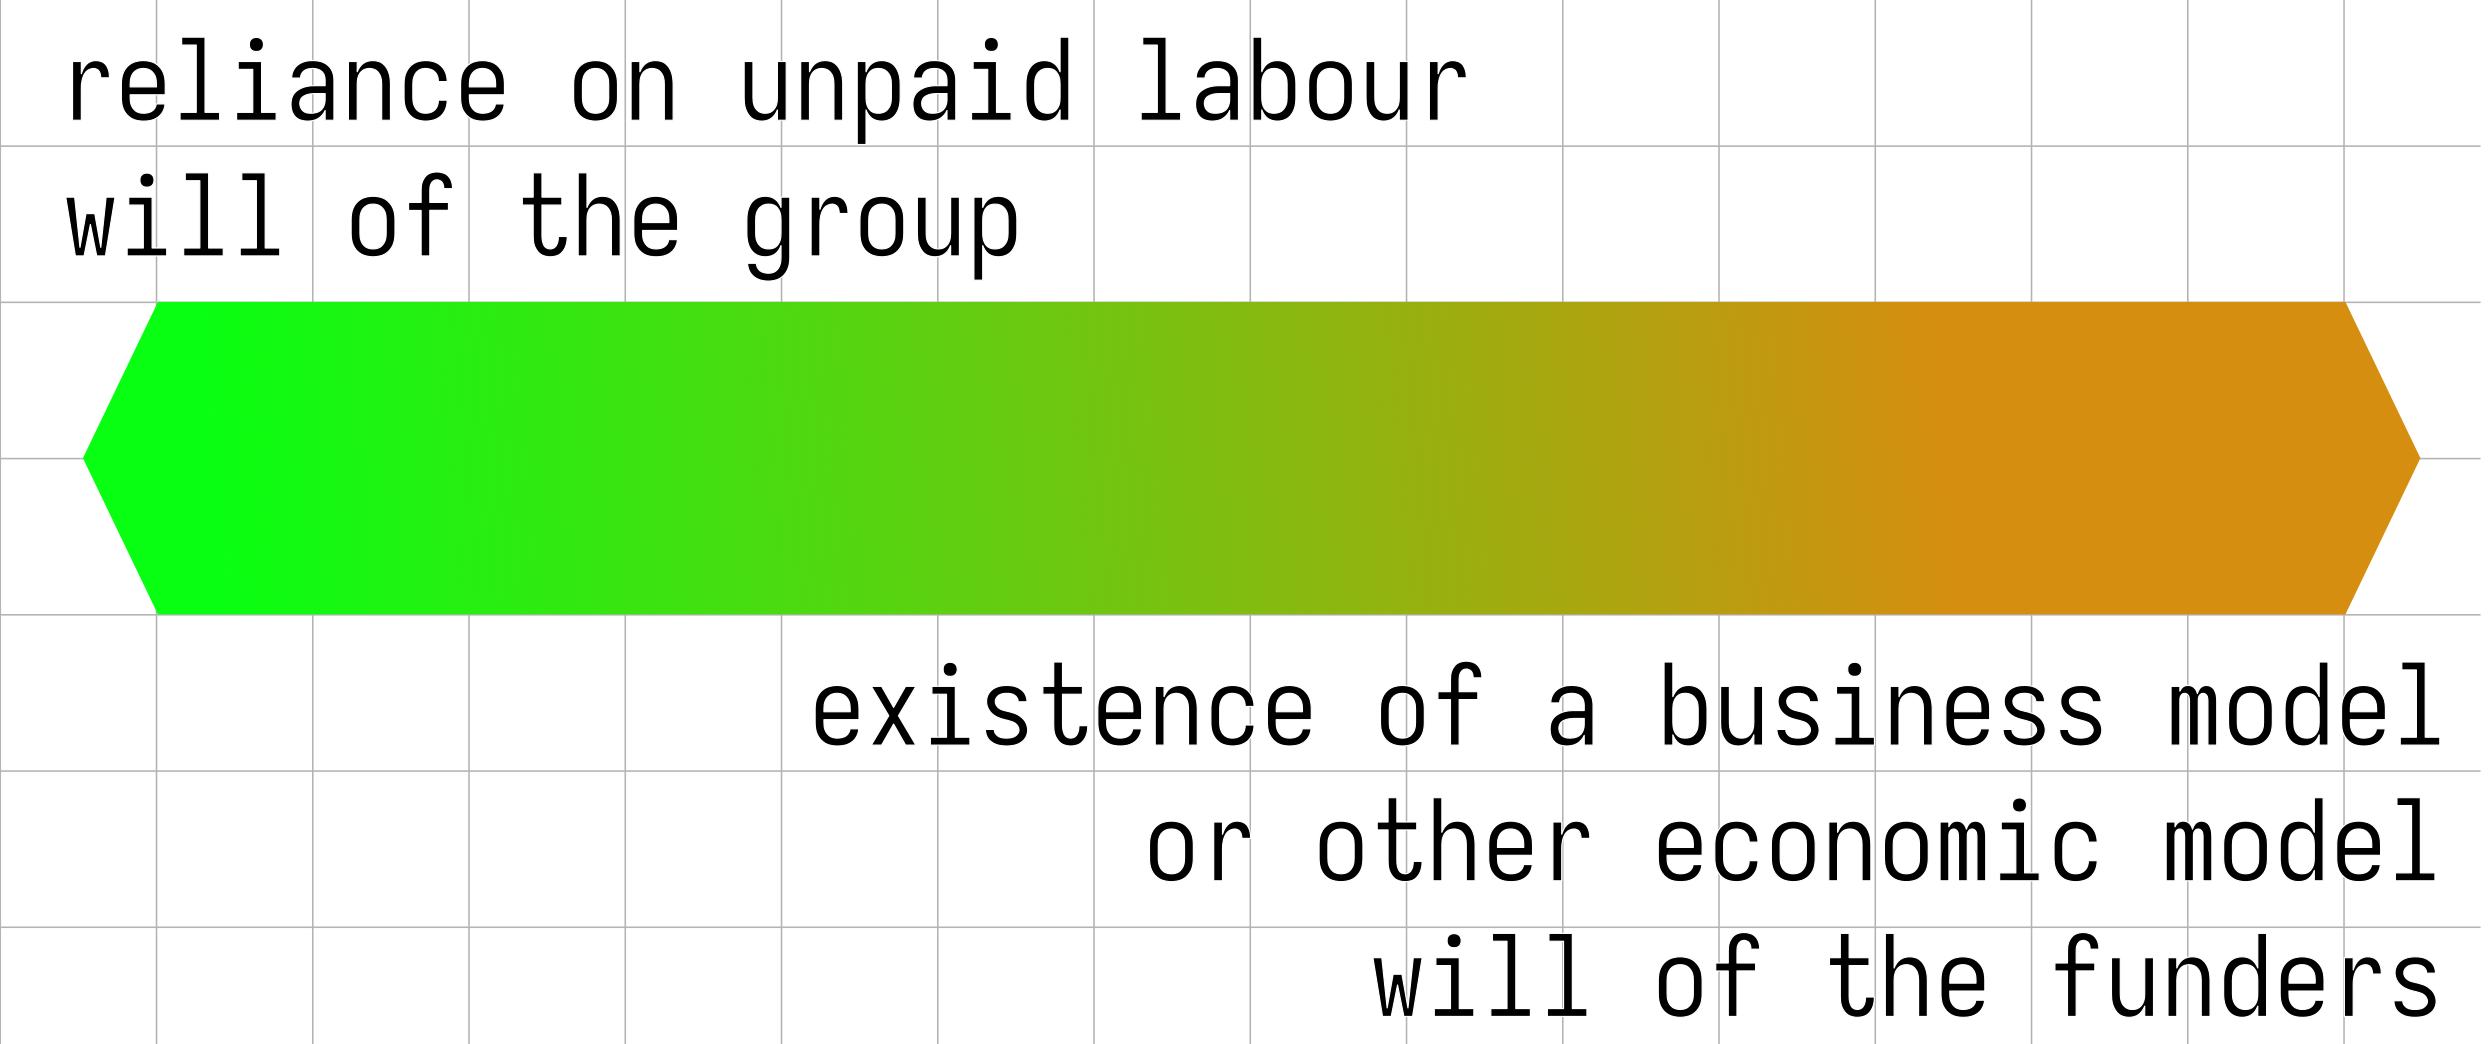 reliance on unpaid labour
will of the group
existence of a business model
or other economic model
will of the funders